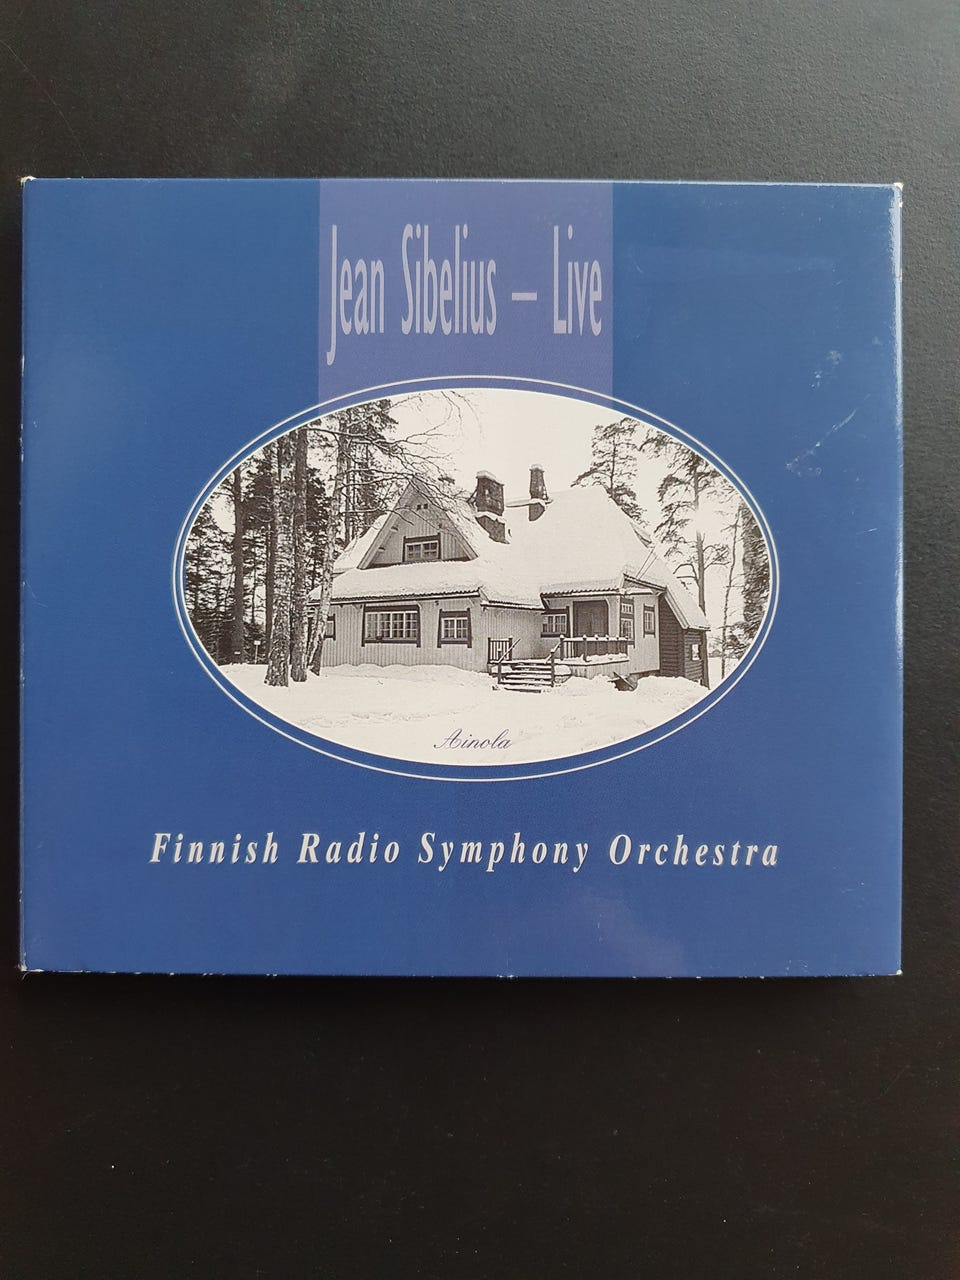 Jean Sibelius – Live
Ainola
Finnish Radio Symphony Orchestra